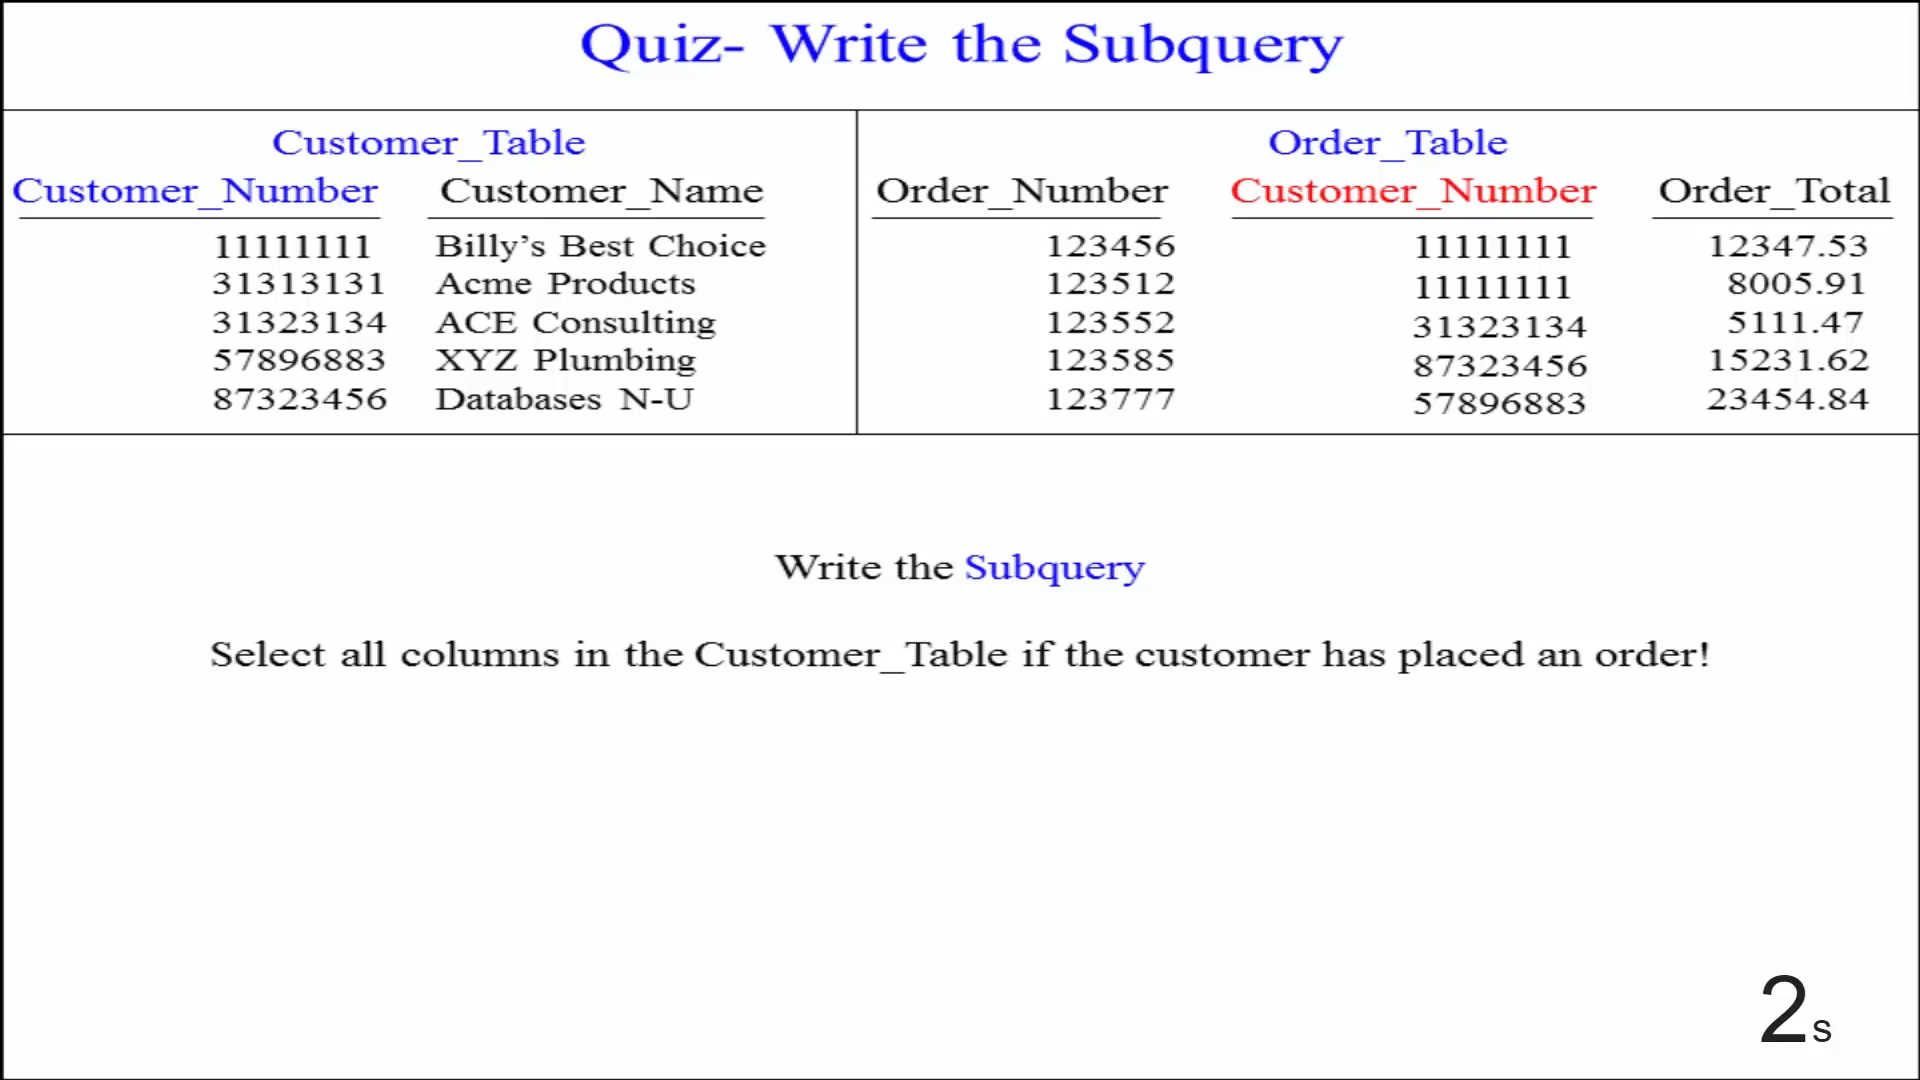 Quiz- Write the Subquery
Customer_Table Order_Table
Customer_Number Customer_Name Order_Number Customer_Number Order_Total
11111111 Billy’s Best Choice 123456 11111111 12347.53
31313131 Acme Products 123512 11111111 8005.91
31323134 ACE Consulting 123552 31323134 5111.47
57896883 XYZ Plumbing 123585 87323456 15231.62
87323456 Databases N-U 123777 57896883 23454.84
Write the Subquery
Select all columns in the Customer_Table if the customer has placed an order!
2s